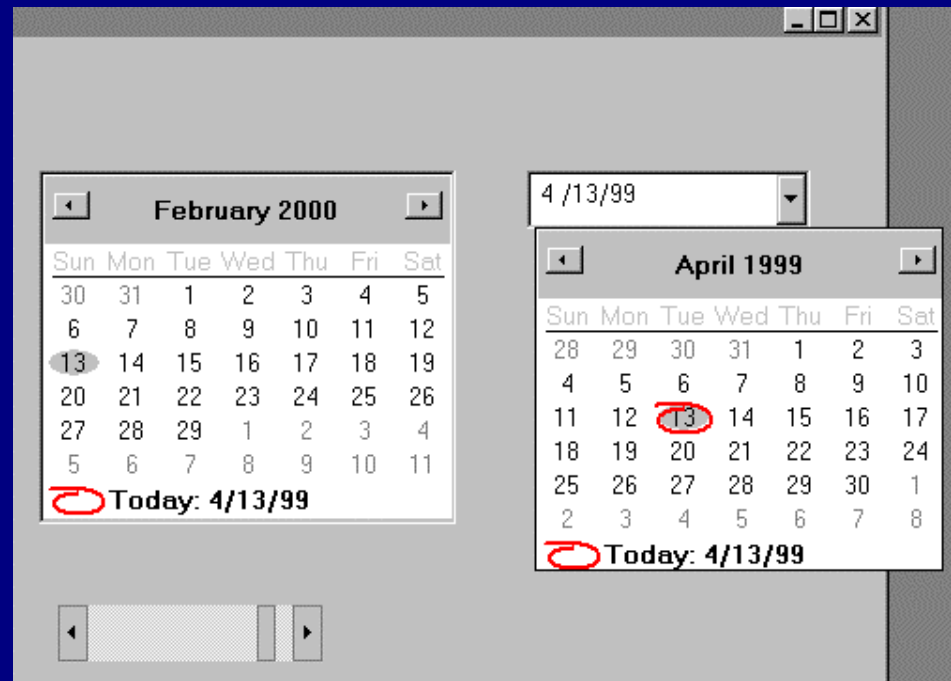 February 2000
Sun Mon Tue Wed Thu Fri Sat
30 31 1 2 3 4 5
6 7 8 9 10 11 12
13 14 15 16 17 18 19
20 21 22 23 24 25 26
27 28 29 1 2 3 4
5 6 7 8 9 10 11
Today: 4/13/99
4 /13/99
April 1999
Sun Mon Tue Wed Thu Fri Sat
28 29 30 31 1 2 3
4 5 6 7 8 9 10
11 12 13 14 15 16 17
18 19 20 21 22 23 24
25 26 27 28 29 30 1
2 3 4 5 6 7 8
Today: 4/13/99